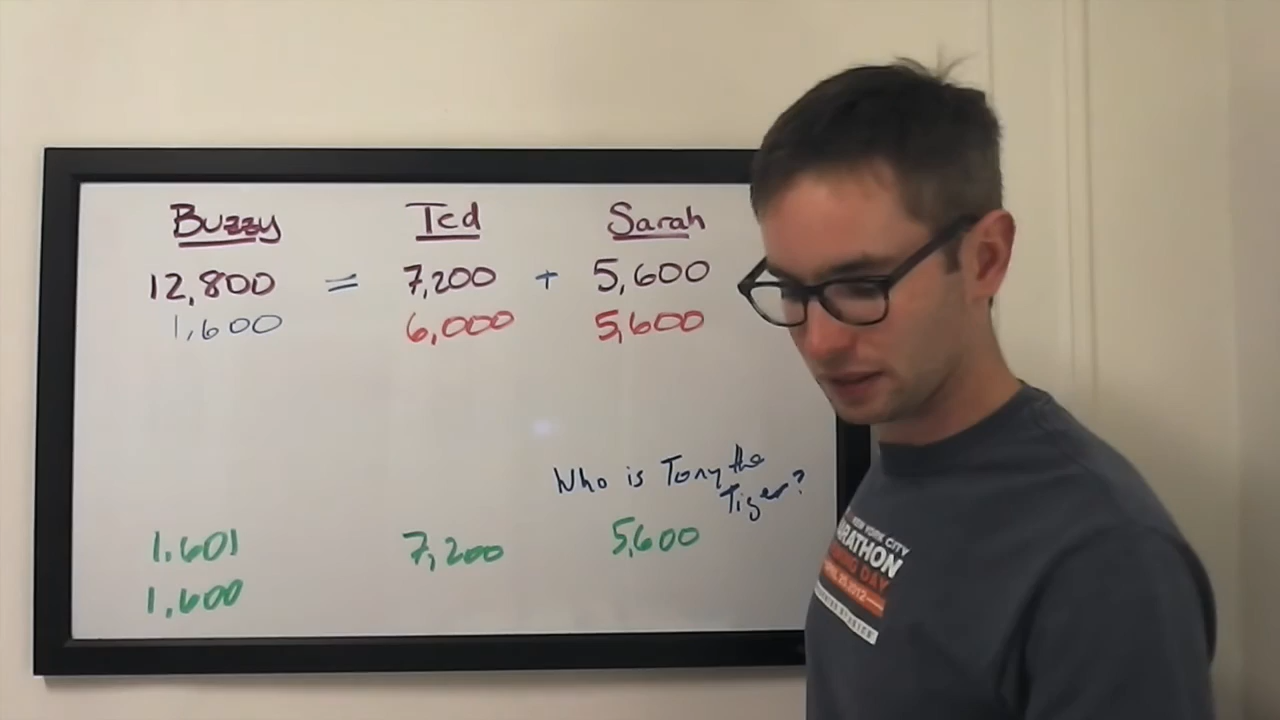 Buzzy Ted Sarah
12,800 = 7,200 + 5,600
1,600 6,000 5,600
Who is Tony the
Tiger?
1,601 7,200 5,600
1,600
NEW YORK CITY
MARATHON
DAY